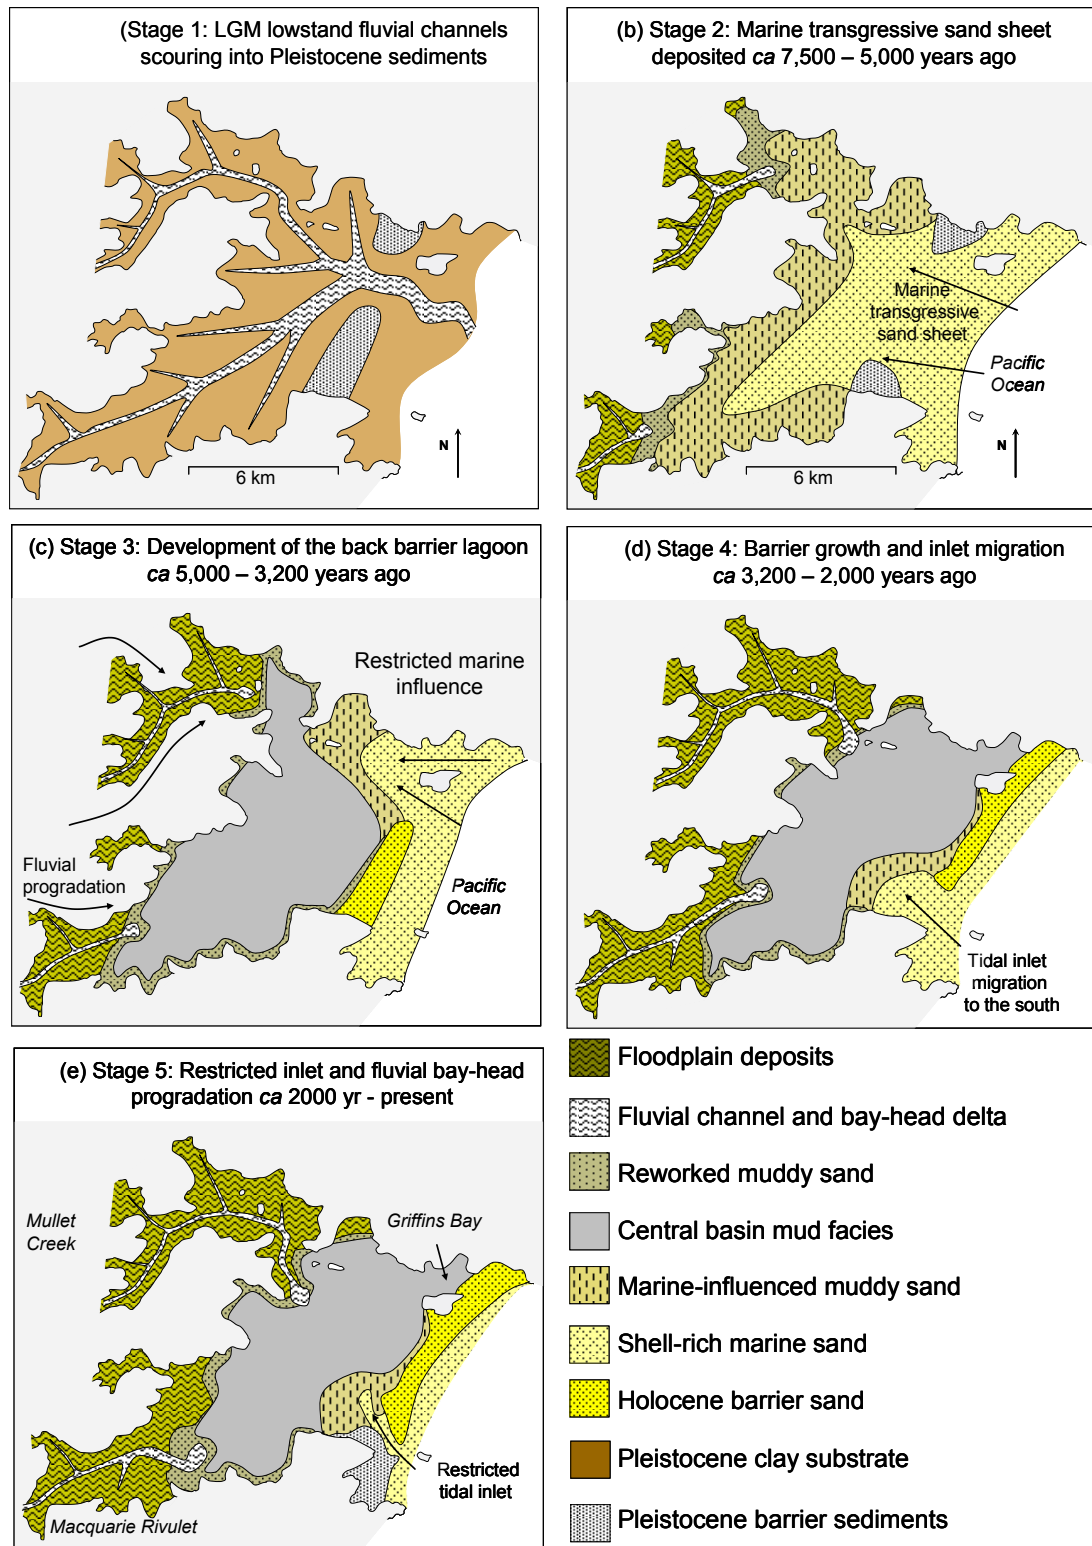 (Stage 1: LGM lowstand fluvial channels
scouring into Pleistocene sediments
N
6 km
(b) Stage 2: Marine transgressive sand sheet
deposited ca 7,500 – 5,000 years ago
Marine
transgressive
sand sheet
Pacific
Ocean
N
6 km
(c) Stage 3: Development of the back barrier lagoon
ca 5,000 – 3,200 years ago
Restricted marine
influence
Fluvial
progradation
Pacific
Ocean
(d) Stage 4: Barrier growth and inlet migration
ca 3,200 – 2,000 years ago
Tidal inlet
migration
to the south
(e) Stage 5: Restricted inlet and fluvial bay-head
progradation ca 2000 yr - present
Mullet
Creek
Griffins Bay
Restricted
tidal inlet
Macquarie Rivulet
Floodplain deposits
Fluvial channel and bay-head delta
Reworked muddy sand
Central basin mud facies
Marine-influenced muddy sand
Shell-rich marine sand
Holocene barrier sand
Pleistocene clay substrate
Pleistocene barrier sediments